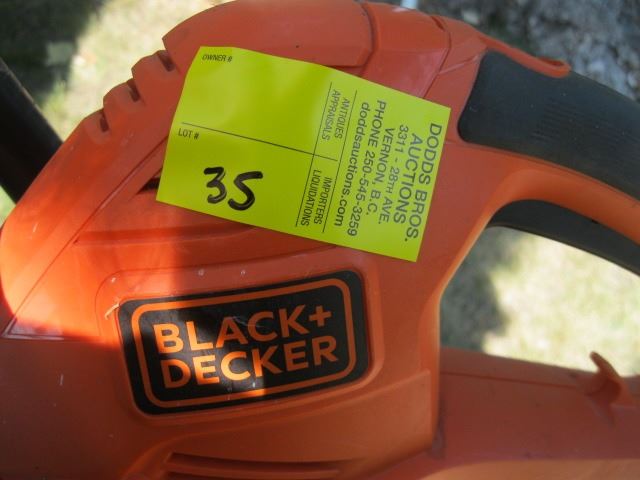 OWNER #
LOT #
35
ANTIQUES
APPRAISALS
IMPORTERS
LIQUIDATIONS
DODDS BROS.
AUCTIONS
3311 - 28TH AVE.
VERNON, B.C.
PHONE 250-545-3259
doddsauctions.com
BLACK+
DECKER